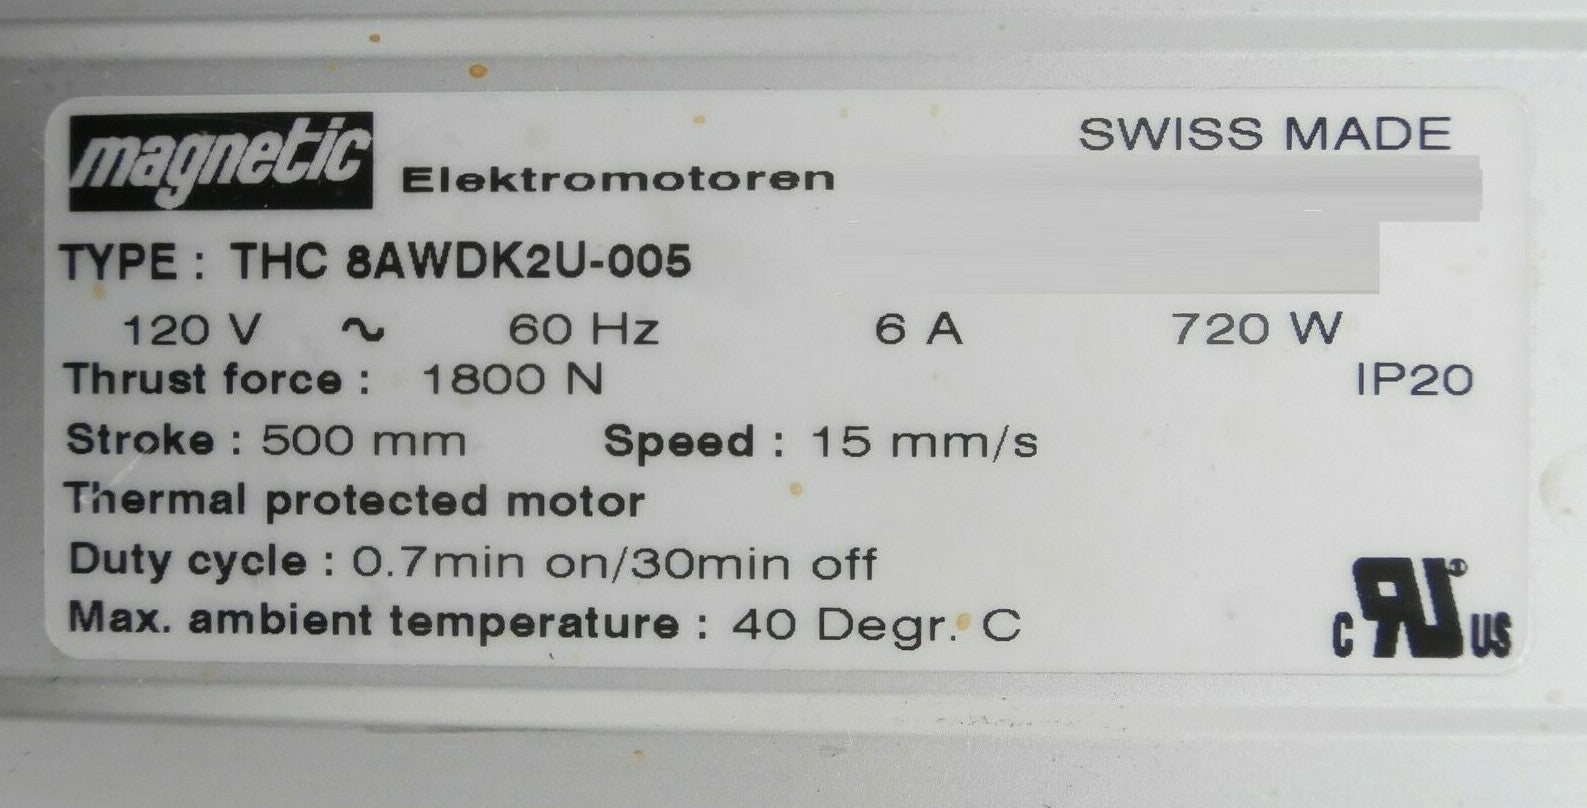 magnetic Elektromotoren SWISS MADE
TYPE : THC 8AWDK2U-005
120 V ~ 60 Hz 6 A 720 W
Thrust force : 1800 N IP20
Stroke : 500 mm Speed : 15 mm/s
Thermal protected motor
Duty cycle : 0.7min on/30min off
Max. ambient temperature : 40 Degr. C
c RU ® US